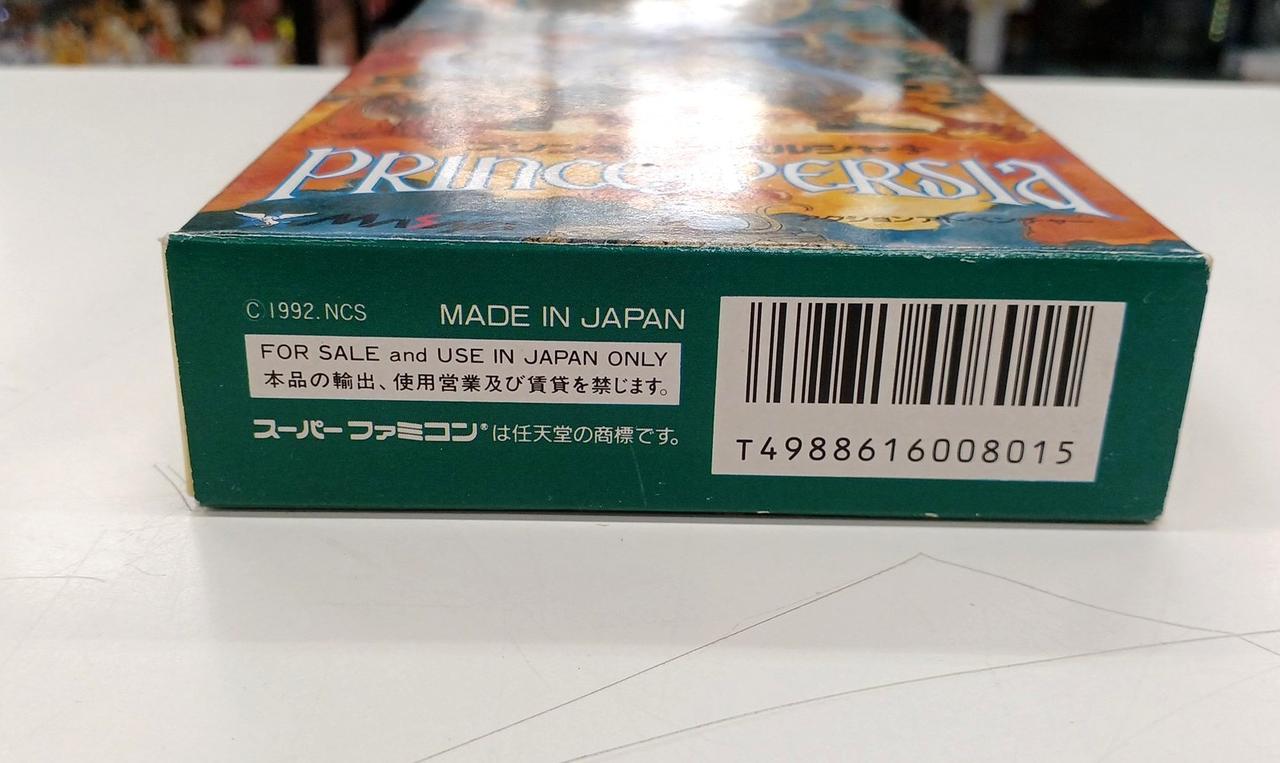 PRINCE OF PERSIA
©1992.NCS
MADE IN JAPAN
FOR SALE and USE IN JAPAN ONLY
本品の輸出、使用営業及び賃貸を禁じます。
スーパーファミコン®は任天堂の商標です。
T4988616008015